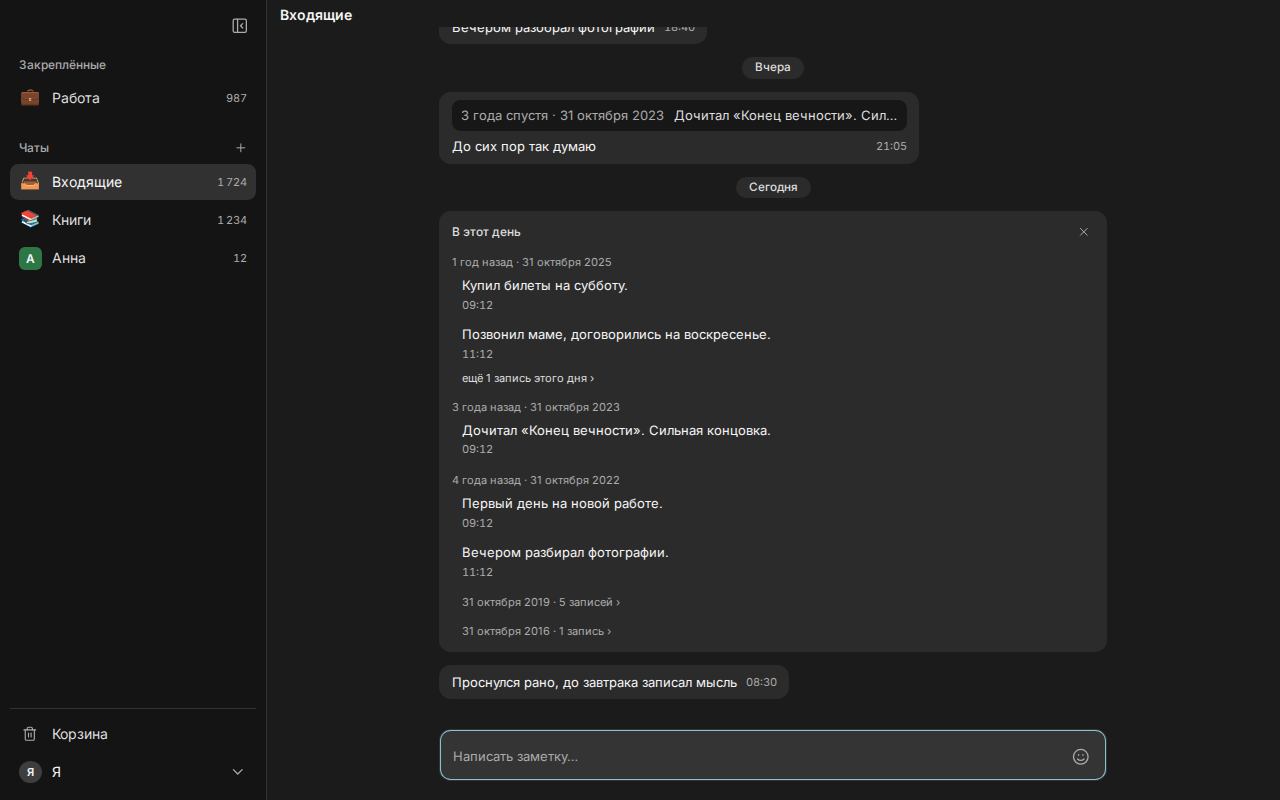 Входящие
Закреплённые
Работа 987
Чаты
Входящие 1 724
Книги 1 234
А Анна 12
Корзина
Я Я
Вечером разобрал фотографии 18:40
Вчера
3 года спустя · 31 октября 2023 Дочитал «Конец вечности». Сил...
До сих пор так думаю 21:05
Сегодня
В этот день
1 год назад · 31 октября 2025
Купил билеты на субботу.
09:12
Позвонил маме, договорились на воскресенье.
11:12
ещё 1 запись этого дня ›
3 года назад · 31 октября 2023
Дочитал «Конец вечности». Сильная концовка.
09:12
4 года назад · 31 октября 2022
Первый день на новой работе.
09:12
Вечером разбирал фотографии.
11:12
31 октября 2019 · 5 записей ›
31 октября 2016 · 1 запись ›
Проснулся рано, до завтрака записал мысль 08:30
Написать заметку...